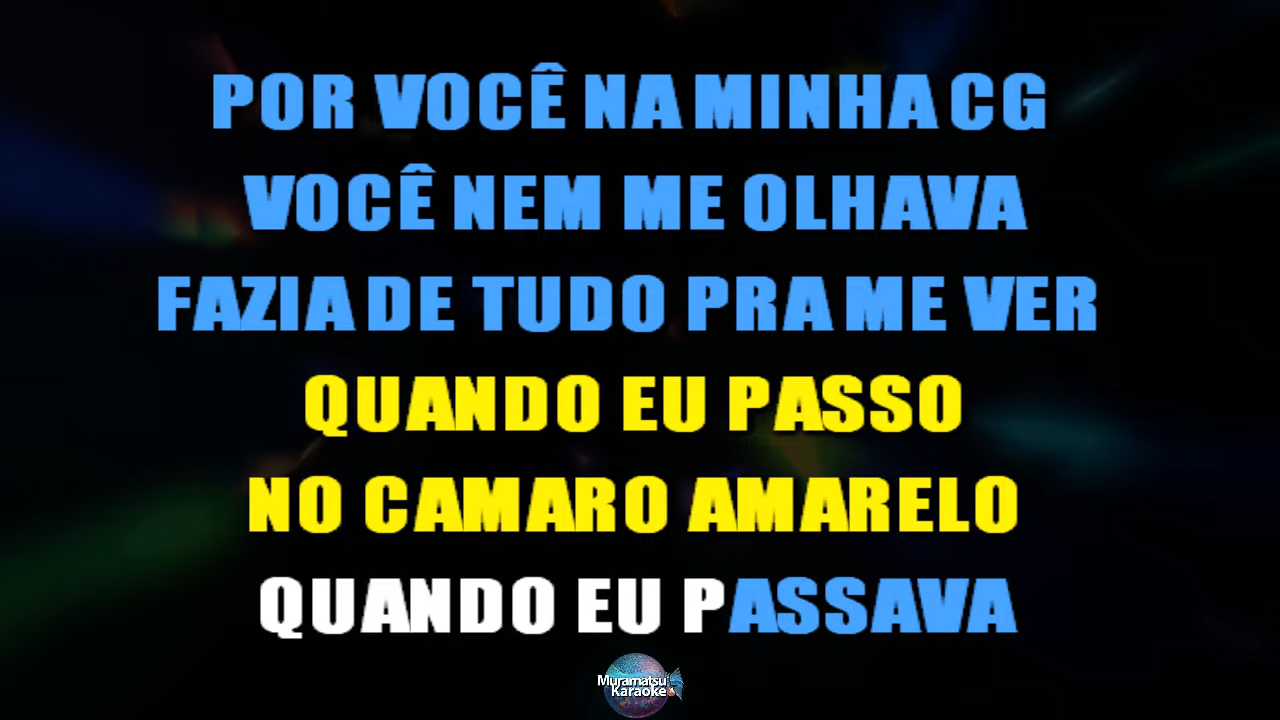 POR VOCÊ NA MINHA CG
VOCÊ NEM ME OLHAVA
FAZIA DE TUDO PRA ME VER
QUANDO EU PASSO
NO CAMARO AMARELO
QUANDO EU PASSAVA
Muramatsu
Karaoke